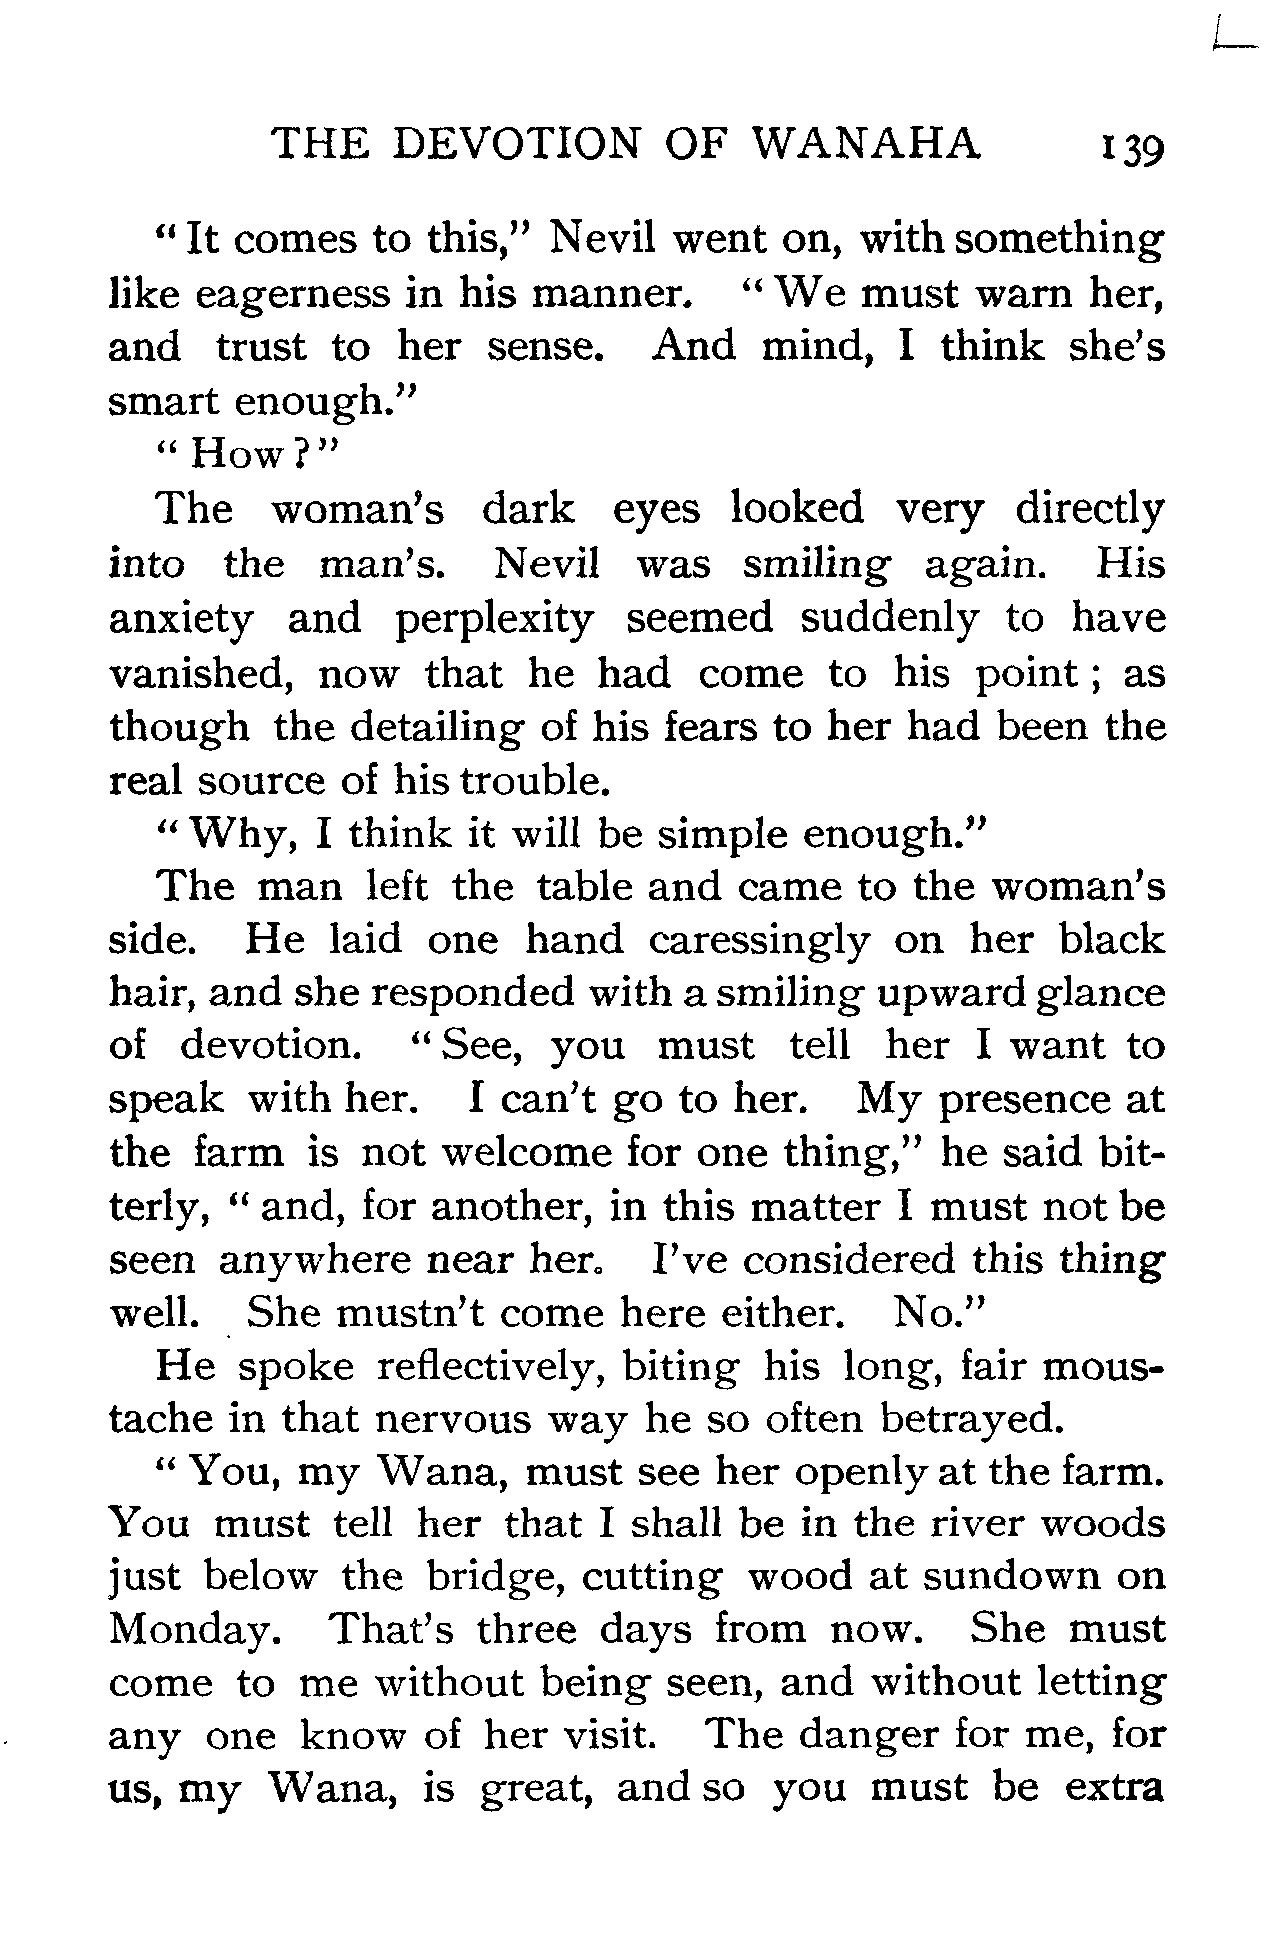 THE DEVOTION OF WANAHA 139
“ It comes to this,” Nevil went on, with something
like eagerness in his manner. “ We must warn her,
and trust to her sense. And mind, I think she’s
smart enough.”
“ How ? ”
The woman’s dark eyes looked very directly
into the man’s. Nevil was smiling again. His
anxiety and perplexity seemed suddenly to have
vanished, now that he had come to his point ; as
though the detailing of his fears to her had been the
real source of his trouble.
“ Why, I think it will be simple enough.”
The man left the table and came to the woman’s
side. He laid one hand caressingly on her black
hair, and she responded with a smiling upward glance
of devotion. “ See, you must tell her I want to
speak with her. I can’t go to her. My presence at
the farm is not welcome for one thing,” he said bit-
terly, “ and, for another, in this matter I must not be
seen anywhere near her. I’ve considered this thing
well. She mustn’t come here either. No.”
He spoke reflectively, biting his long, fair mous-
tache in that nervous way he so often betrayed.
“ You, my Wana, must see her openly at the farm.
You must tell her that I shall be in the river woods
just below the bridge, cutting wood at sundown on
Monday. That’s three days from now. She must
come to me without being seen, and without letting
any one know of her visit. The danger for me, for
us, my Wana, is great, and so you must be extra